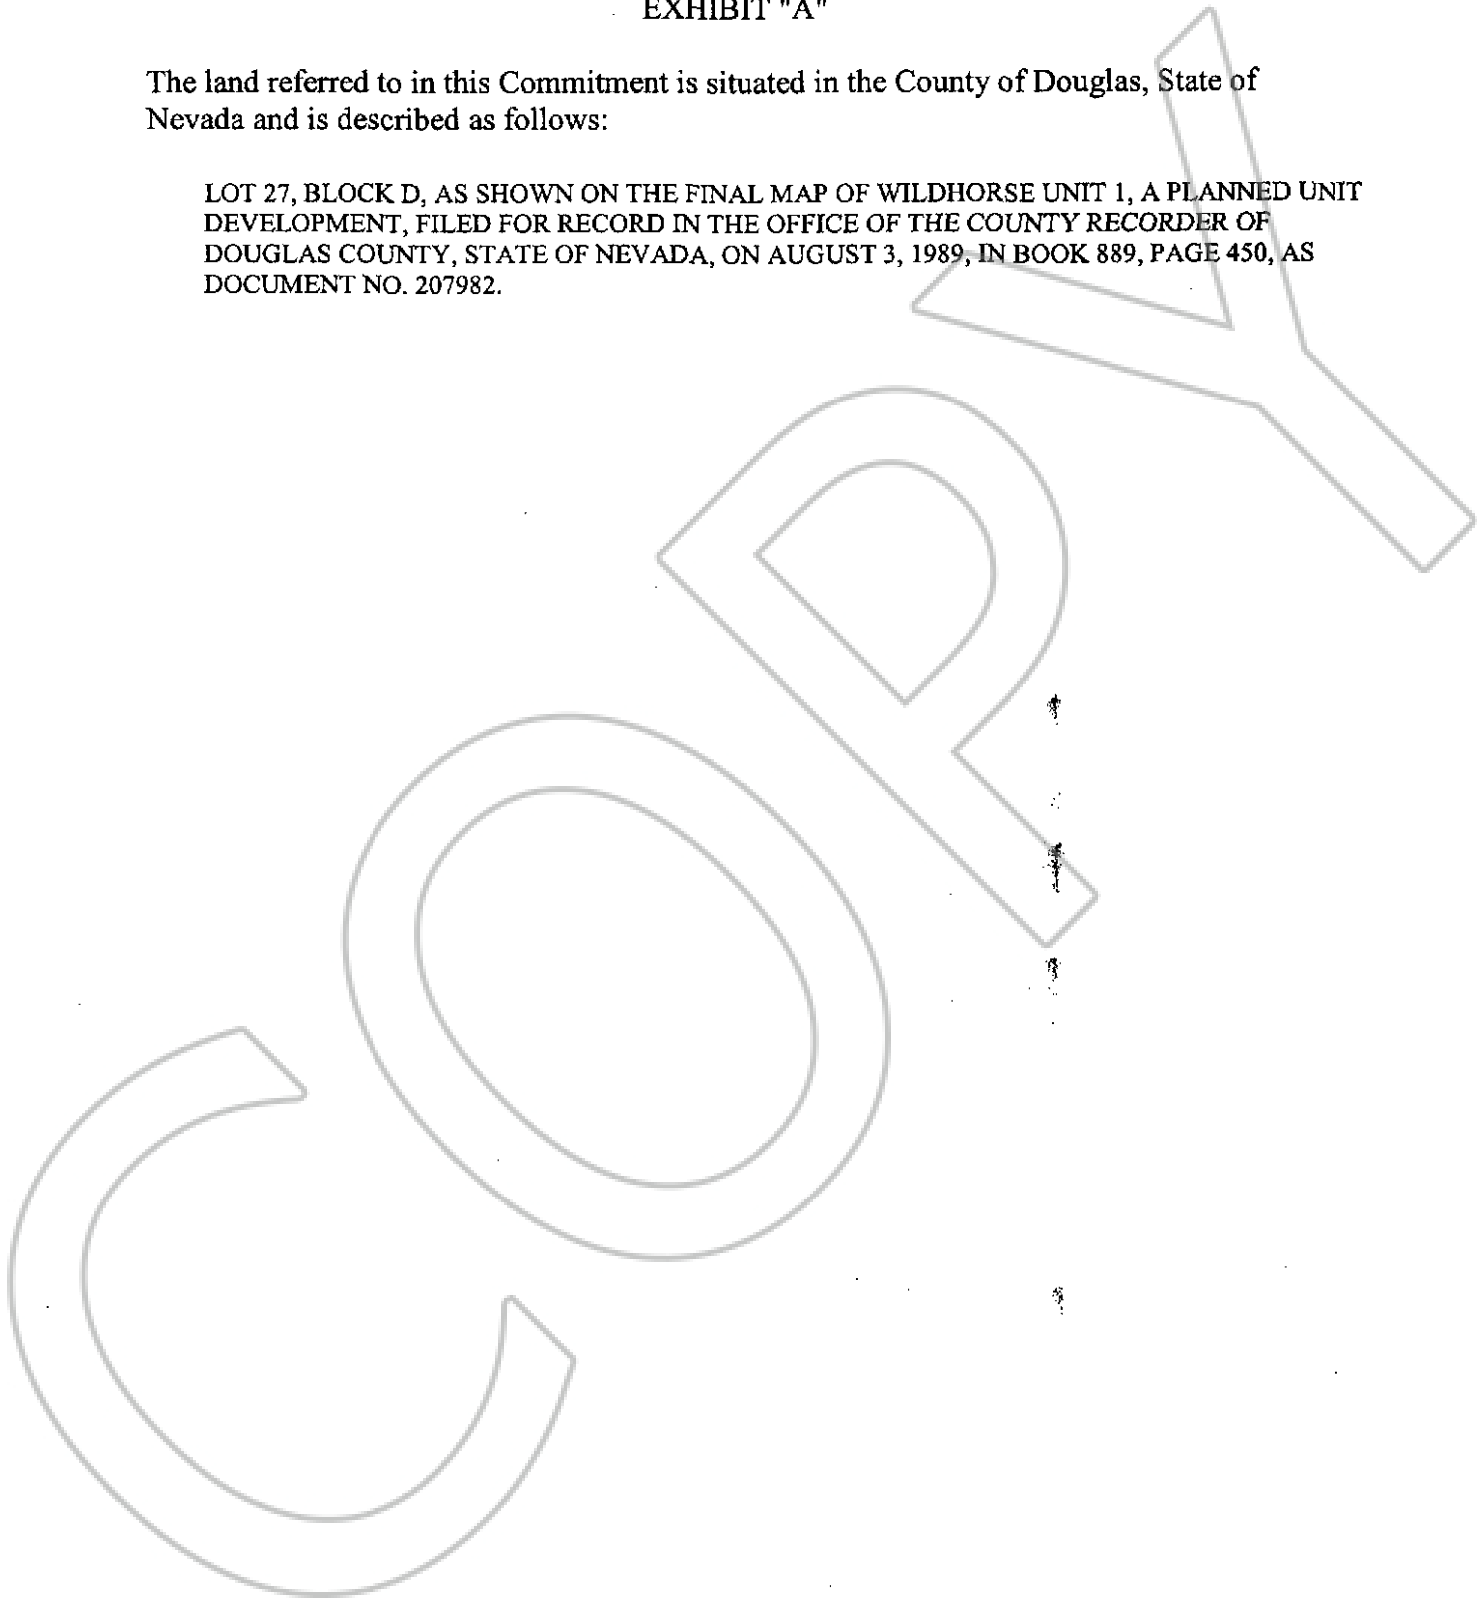 EXHIBIT "A"
The land referred to in this Commitment is situated in the County of Douglas, State of
Nevada and is described as follows:
LOT 27, BLOCK D, AS SHOWN ON THE FINAL MAP OF WILDHORSE UNIT 1, A PLANNED UNIT
DEVELOPMENT, FILED FOR RECORD IN THE OFFICE OF THE COUNTY RECORDER OF
DOUGLAS COUNTY, STATE OF NEVADA, ON AUGUST 3, 1989, IN BOOK 889, PAGE 450, AS
DOCUMENT NO. 207982.
COPY